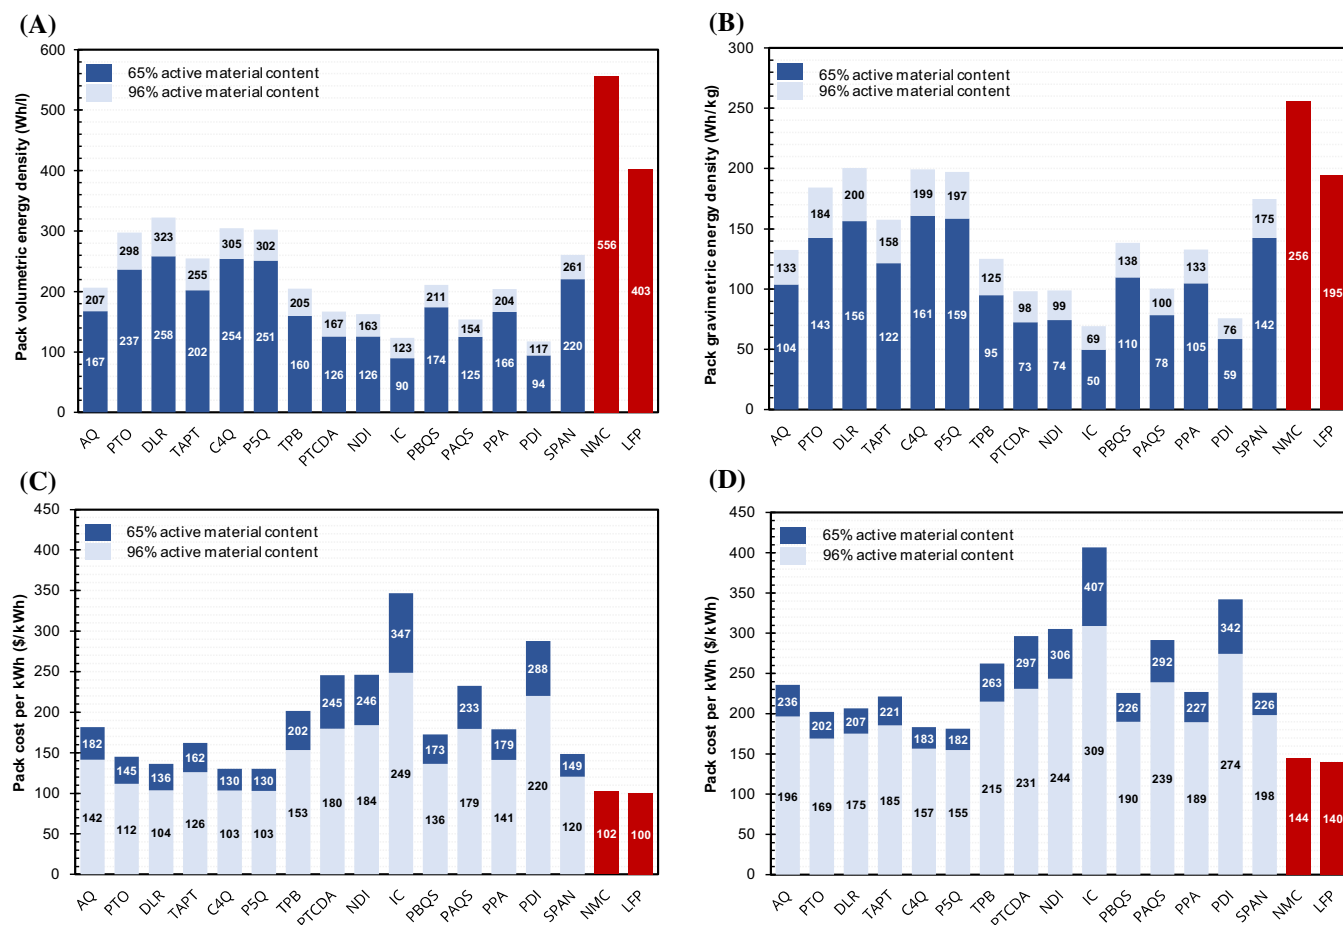 (A)
Pack volumetric energy density (Wh/l)
600
500
400
300
200
100
0
65% active material content
96% active material content
207 298 323 255 305 302 205 167 163 123 211 154 204 117 261 556 403
167 237 258 202 254 251 160 126 126 90 174 125 166 94 220
AQ PTO DLR TAPT C4Q P5Q TPB PTCDA NDI IC PBQS PAQS PPA PDI SPAN NMC LFP
(B)
Pack gravimetric energy density (Wh/kg)
300
250
200
150
100
50
0
65% active material content
96% active material content
133 184 200 158 199 197 125 98 99 69 138 100 133 76 175 256 195
104 143 156 122 161 159 95 73 74 50 110 78 105 59 142
AQ PTO DLR TAPT C4Q P5Q TPB PTCDA NDI IC PBQS PAQS PPA PDI SPAN NMC LFP
(C)
Pack cost per kWh ($/kWh)
450
400
350
300
250
200
150
100
50
0
65% active material content
96% active material content
182 145 136 162 130 130 202 245 246 347 173 233 179 288 149 102 100
142 112 104 126 103 103 153 180 184 249 136 179 141 220 120
AQ PTO DLR TAPT C4Q P5Q TPB PTCDA NDI IC PBQS PAQS PPA PDI SPAN NMC LFP
(D)
Pack cost per kWh ($/kWh)
450
400
350
300
250
200
150
100
50
0
65% active material content
96% active material content
236 202 207 221 183 182 263 297 306 407 226 292 227 342 226 144 140
196 169 175 185 157 155 215 231 244 309 190 239 189 274 198
AQ PTO DLR TAPT C4Q P5Q TPB PTCDA NDI IC PBQS PAQS PPA PDI SPAN NMC LFP